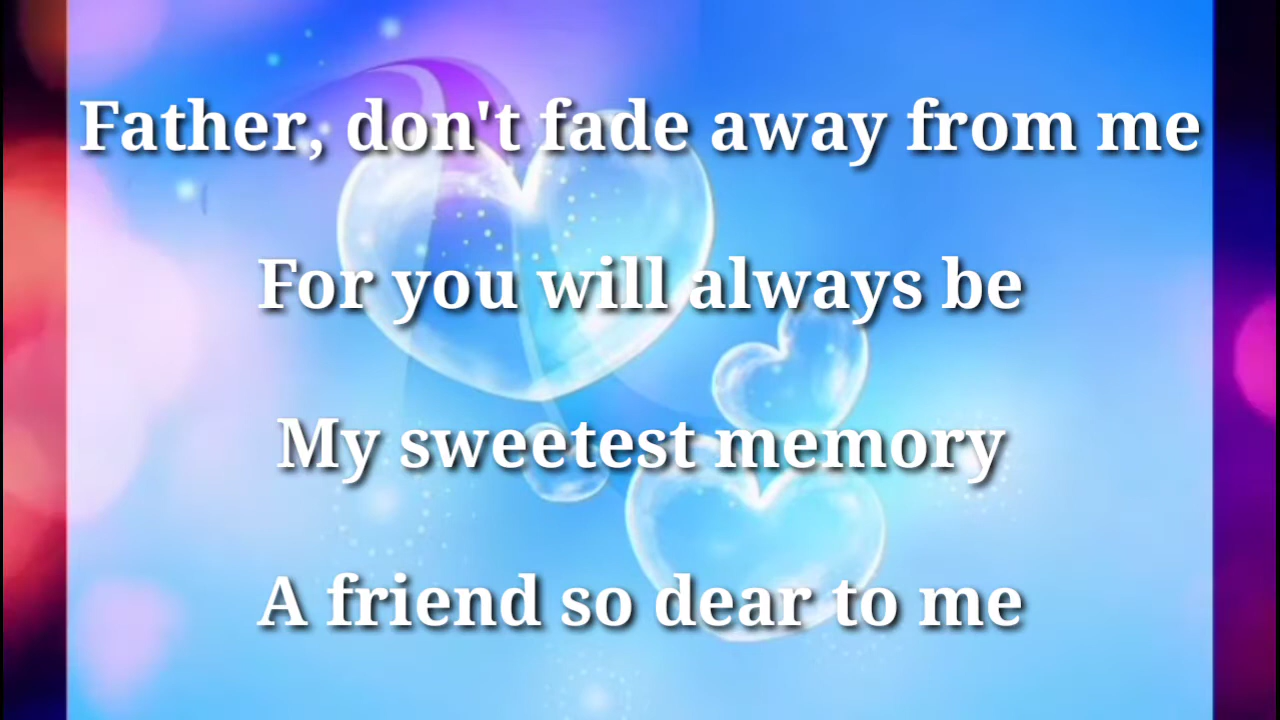 Father, don't fade away from me
For you will always be
My sweetest memory
A friend so dear to me